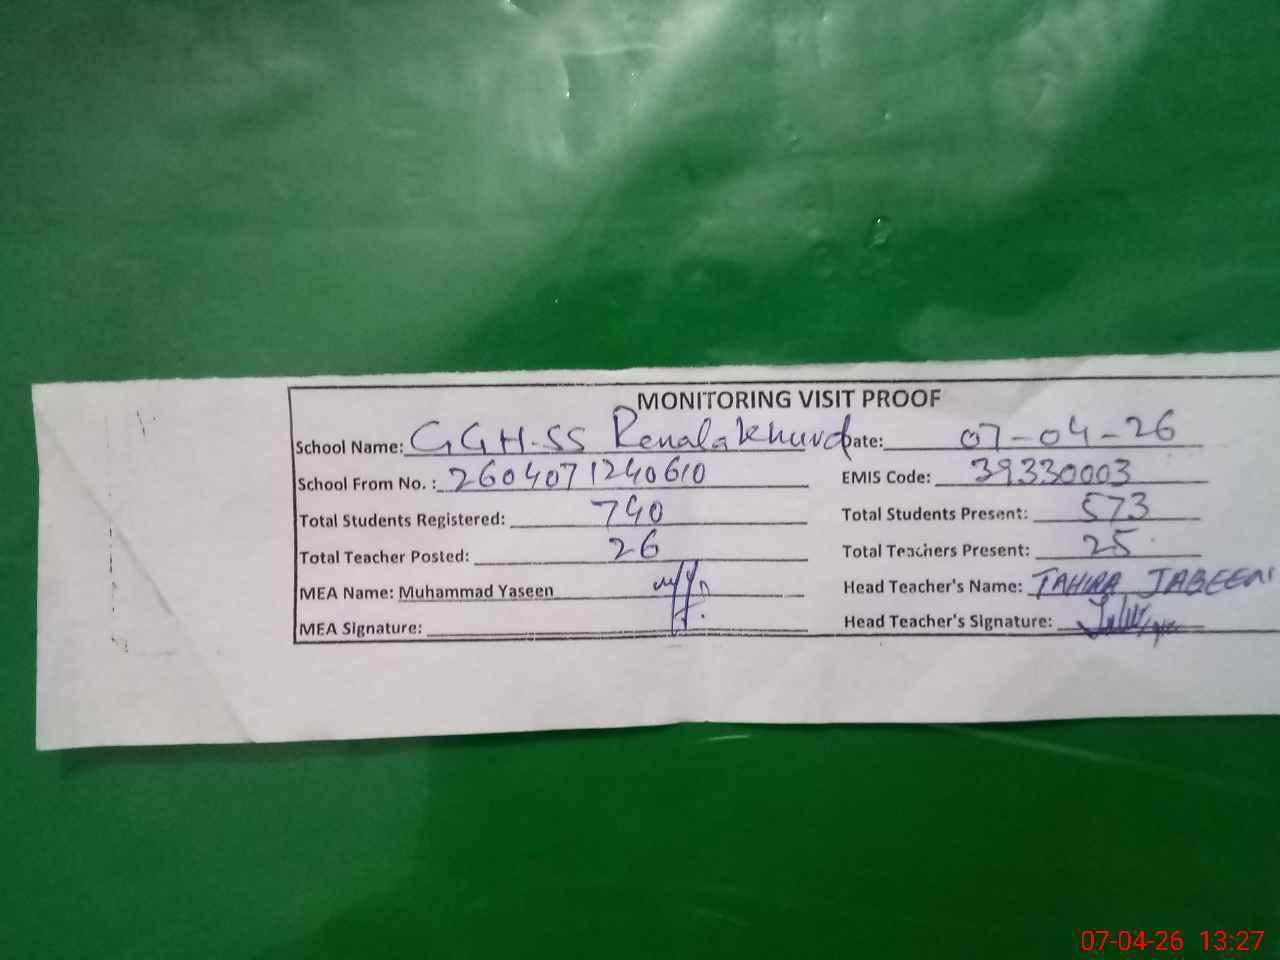 MONITORING VISIT PROOF
School Name: GGHSS Renalakhurd Date: 07-04-26
School From No. : 2604071240610 EMIS Code: 39330003
Total Students Registered: 740 Total Students Present: 573
Total Teacher Posted: 26 Total Teachers Present: 25
MEA Name: Muhammad Yaseen Head Teacher's Name: TAHIRA JABEEN
MEA Signature: Head Teacher's Signature:
07-04-26 13:27